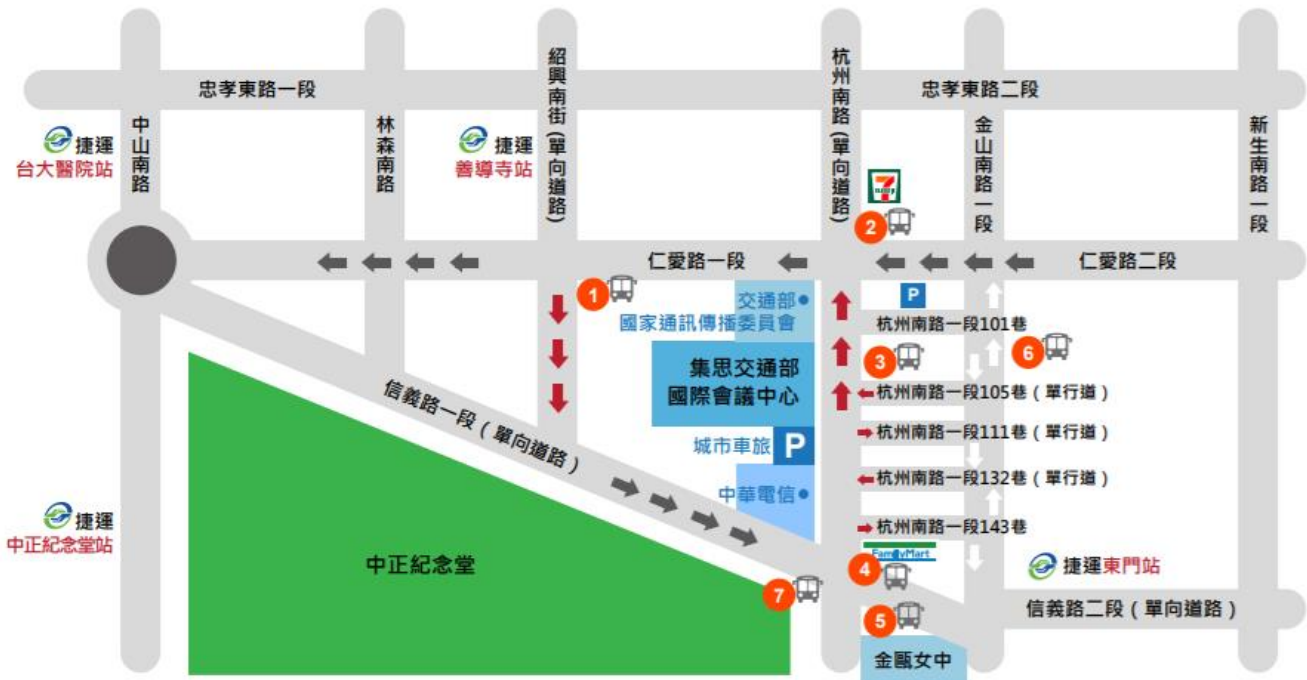 忠孝東路一段
忠孝東路二段
中山南路
林森南路
紹興南街(單向道路)
杭州南路(單向道路)
金山南路一段
新生南路一段
捷運
台大醫院站
捷運
善導寺站
7
ELEVEN
2
仁愛路一段
仁愛路二段
1
交通部
國家通訊傳播委員會
P
杭州南路一段101巷
集思交通部
國際會議中心
3
6
杭州南路一段105巷(單行道)
信義路一段(單向道路)
杭州南路一段111巷(單行道)
城市車旅 P
杭州南路一段132巷(單行道)
中華電信
杭州南路一段143巷
捷運
中正紀念堂站
中正紀念堂
FamilyMart
4
捷運東門站
7
5
信義路二段(單向道路)
金甌女中